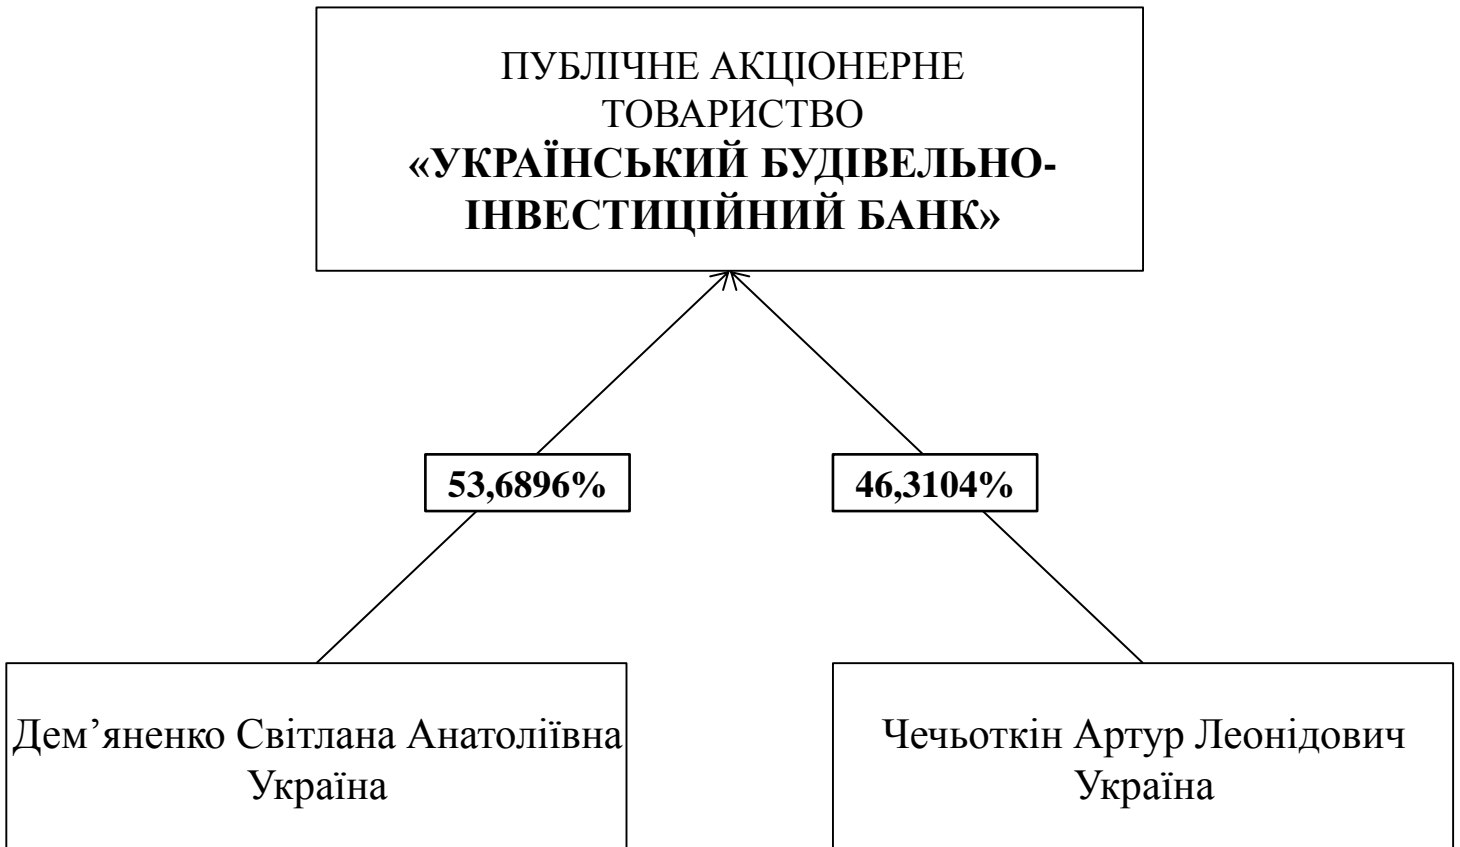 ПУБЛІЧНЕ АКЦІОНЕРНЕ
ТОВАРИСТВО
«УКРАЇНСЬКИЙ БУДІВЕЛЬНО-
ІНВЕСТИЦІЙНИЙ БАНК»
53,6896%
46,3104%
Дем’яненко Світлана Анатоліївна
Україна
Чечьоткін Артур Леонідович
Україна